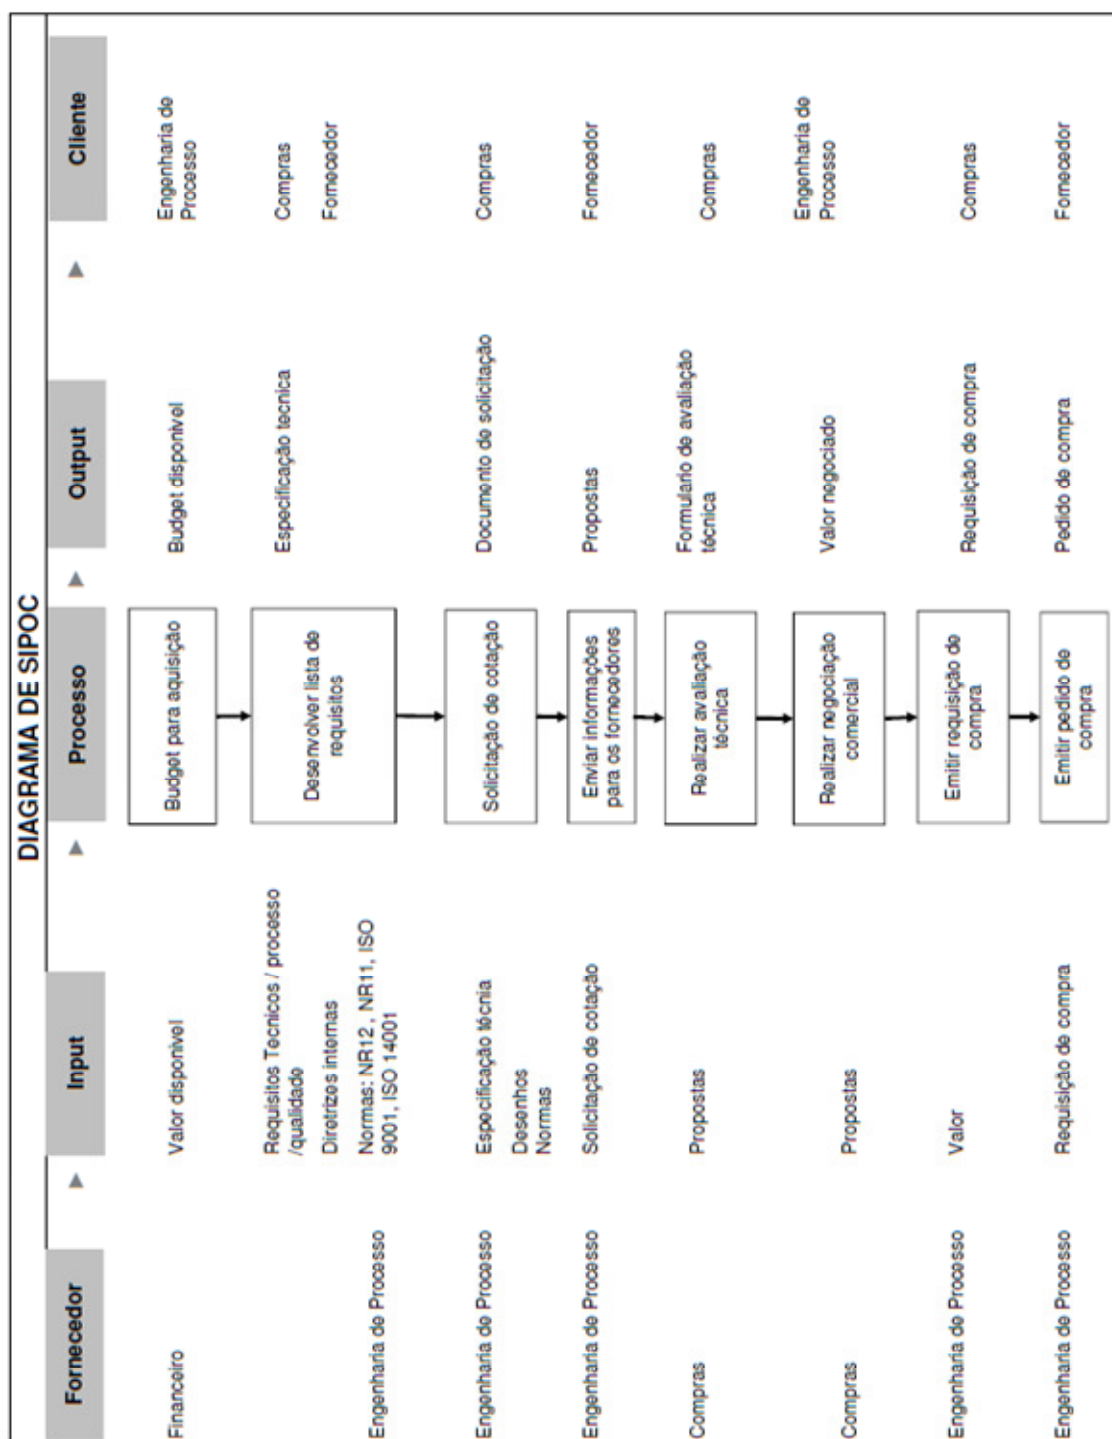 DIAGRAMA DE SIPOC
Fornecedor
Input
Processo
Output
Cliente
Financeiro
Valor disponivel
Budget para aquisição
Budget disponivel
Engenharia de
Processo
Engenharia de Processo
Requisitos Tecnicos / processo
/qualidade
Diretrizes internas
Normas: NR12 , NR11, ISO
9001, ISO 14001
Desenvolver lista de
requisitos
Especificação tecnica
Compras
Fornecedor
Engenharia de Processo
Especificação técnia
Desenhos
Normas
Solicitação de cotação
Documento de solicitação
Compras
Engenharia de Processo
Solicitação de cotação
Enviar informações
para os fornecedores
Propostas
Fornecedor
Compras
Propostas
Realizar avaliação
técnica
Formulario de avaliação
técnica
Compras
Compras
Propostas
Realizar negociação
comercial
Valor negociado
Engenharia de
Processo
Engenharia de Processo
Valor
Emitir requisição de
compra
Requisição de compra
Compras
Engenharia de Processo
Requisição de compra
Emitir pedido de
compra
Pedido de compra
Fornecedor